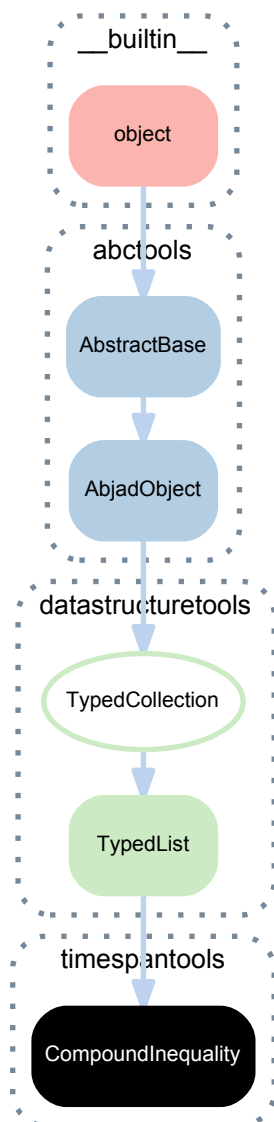 __builtin__
object
abctools
AbstractBase
AbjadObject
datastructuretools
TypedCollection
TypedList
timespantools
CompoundInequality